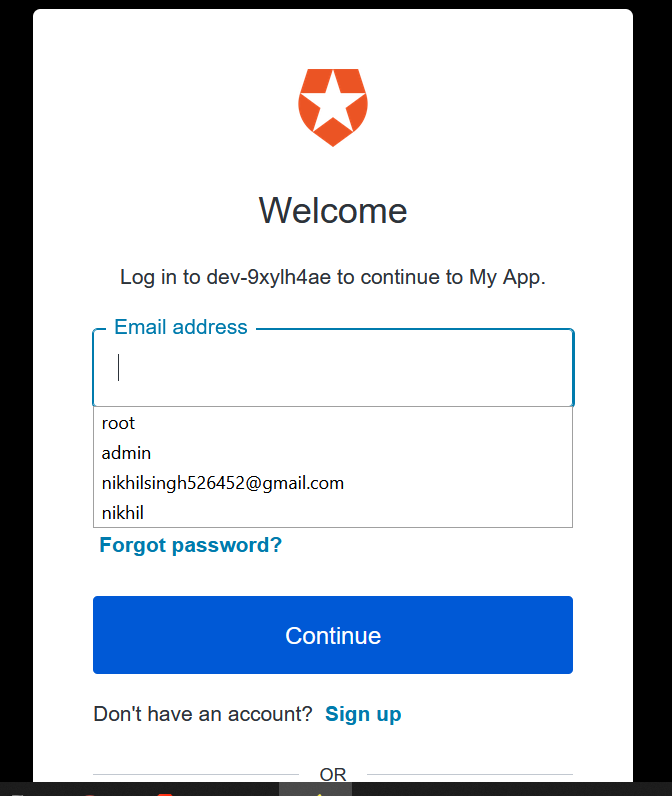 Welcome
Log in to dev-9xylh4ae to continue to My App.
Email address
root
admin
nikhilsingh526452@gmail.com
nikhil
Forgot password?
Continue
Don't have an account? Sign up
OR